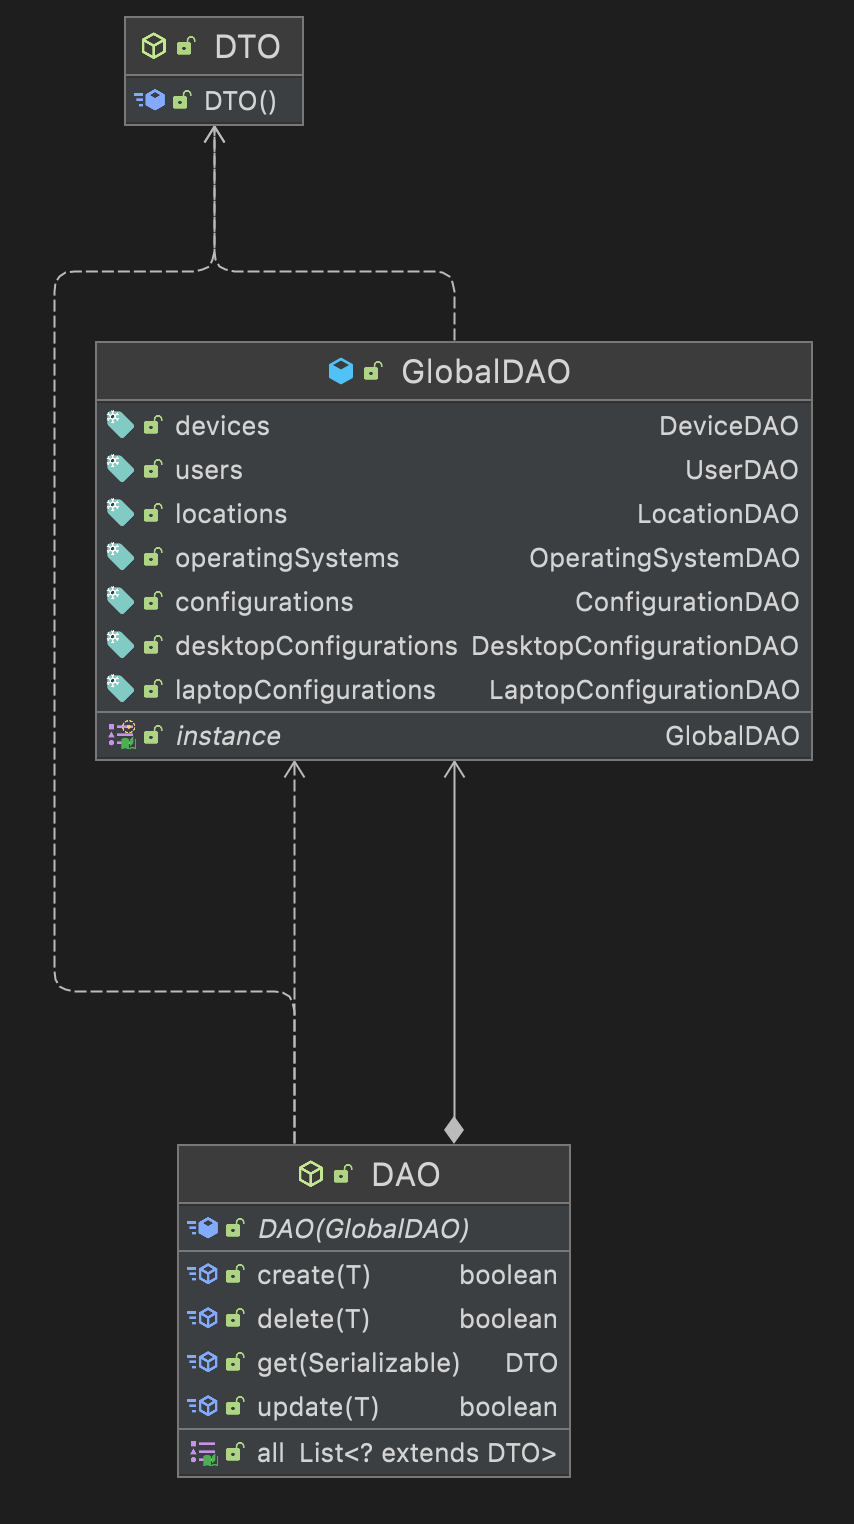 DTO
DTO()
GlobalDAO
devices DeviceDAO
users UserDAO
locations LocationDAO
operatingSystems OperatingSystemDAO
configurations ConfigurationDAO
desktopConfigurations DesktopConfigurationDAO
laptopConfigurations LaptopConfigurationDAO
instance GlobalDAO
DAO
DAO(GlobalDAO)
create(T) boolean
delete(T) boolean
get(Serializable) DTO
update(T) boolean
all List<? extends DTO>